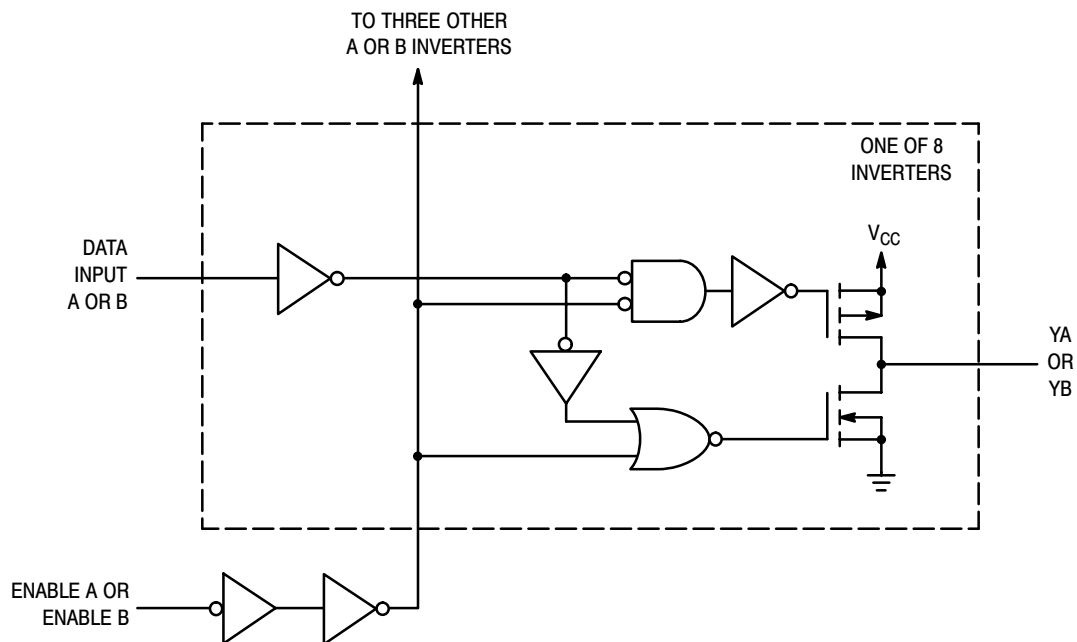 TO THREE OTHER
A OR B INVERTERS
ONE OF 8
INVERTERS
VCC
DATA
INPUT
A OR B
YA
OR
YB
ENABLE A OR
ENABLE B